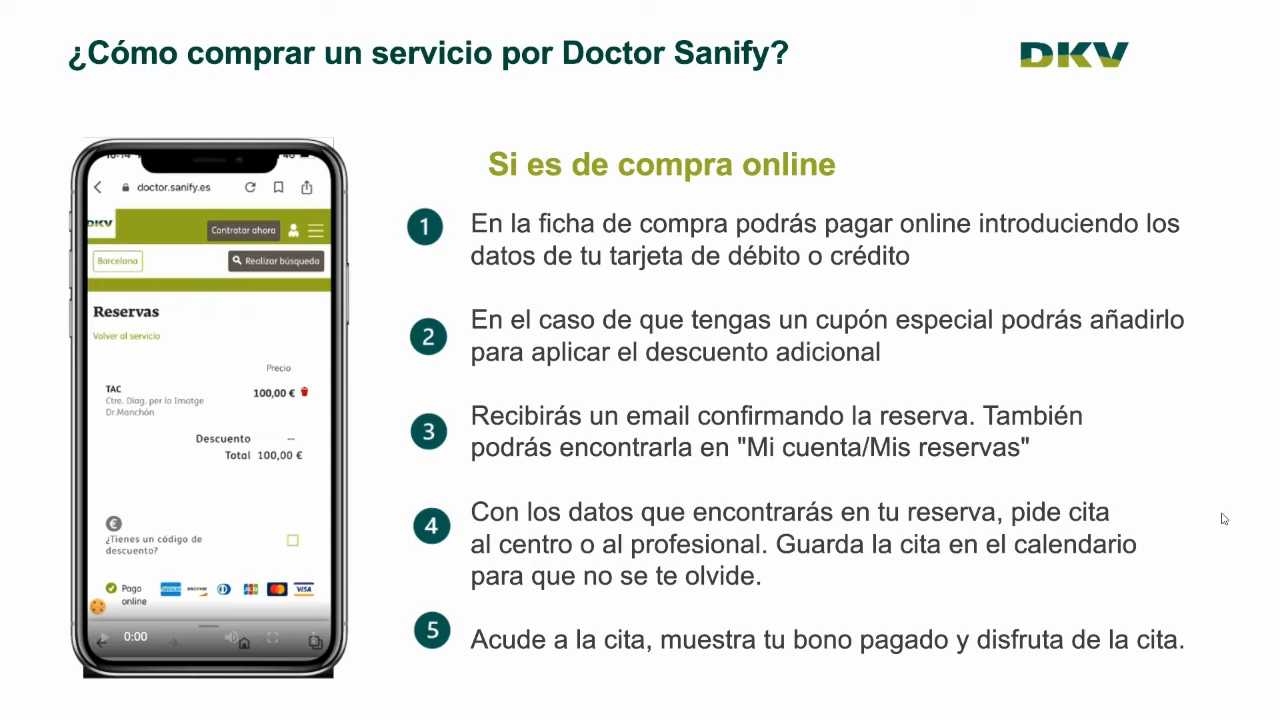 ¿Cómo comprar un servicio por Doctor Sanify?
DKV
doctor.sanify.es
DKV
Contratar ahora
Barcelona
Realizar búsqueda
Reservas
Volver al servicio
Precio
TAC
100,00 €
Ctre. Diag. per la Imatge
Dr.Manchón
Descuento --
Total 100,00 €
€
¿Tienes un código de
descuento?
Pago
online
DISCOVER
JCB
VISA
0:00
Si es de compra online
1
En la ficha de compra podrás pagar online introduciendo los
datos de tu tarjeta de débito o crédito
2
En el caso de que tengas un cupón especial podrás añadirlo
para aplicar el descuento adicional
3
Recibirás un email confirmando la reserva. También
podrás encontrarla en "Mi cuenta/Mis reservas"
4
Con los datos que encontrarás en tu reserva, pide cita
al centro o al profesional. Guarda la cita en el calendario
para que no se te olvide.
5
Acude a la cita, muestra tu bono pagado y disfruta de la cita.